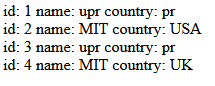 id: 1 name: upr country: pr
id: 2 name: MIT country: USA
id: 3 name: upr country: pr
id: 4 name: MIT country: UK